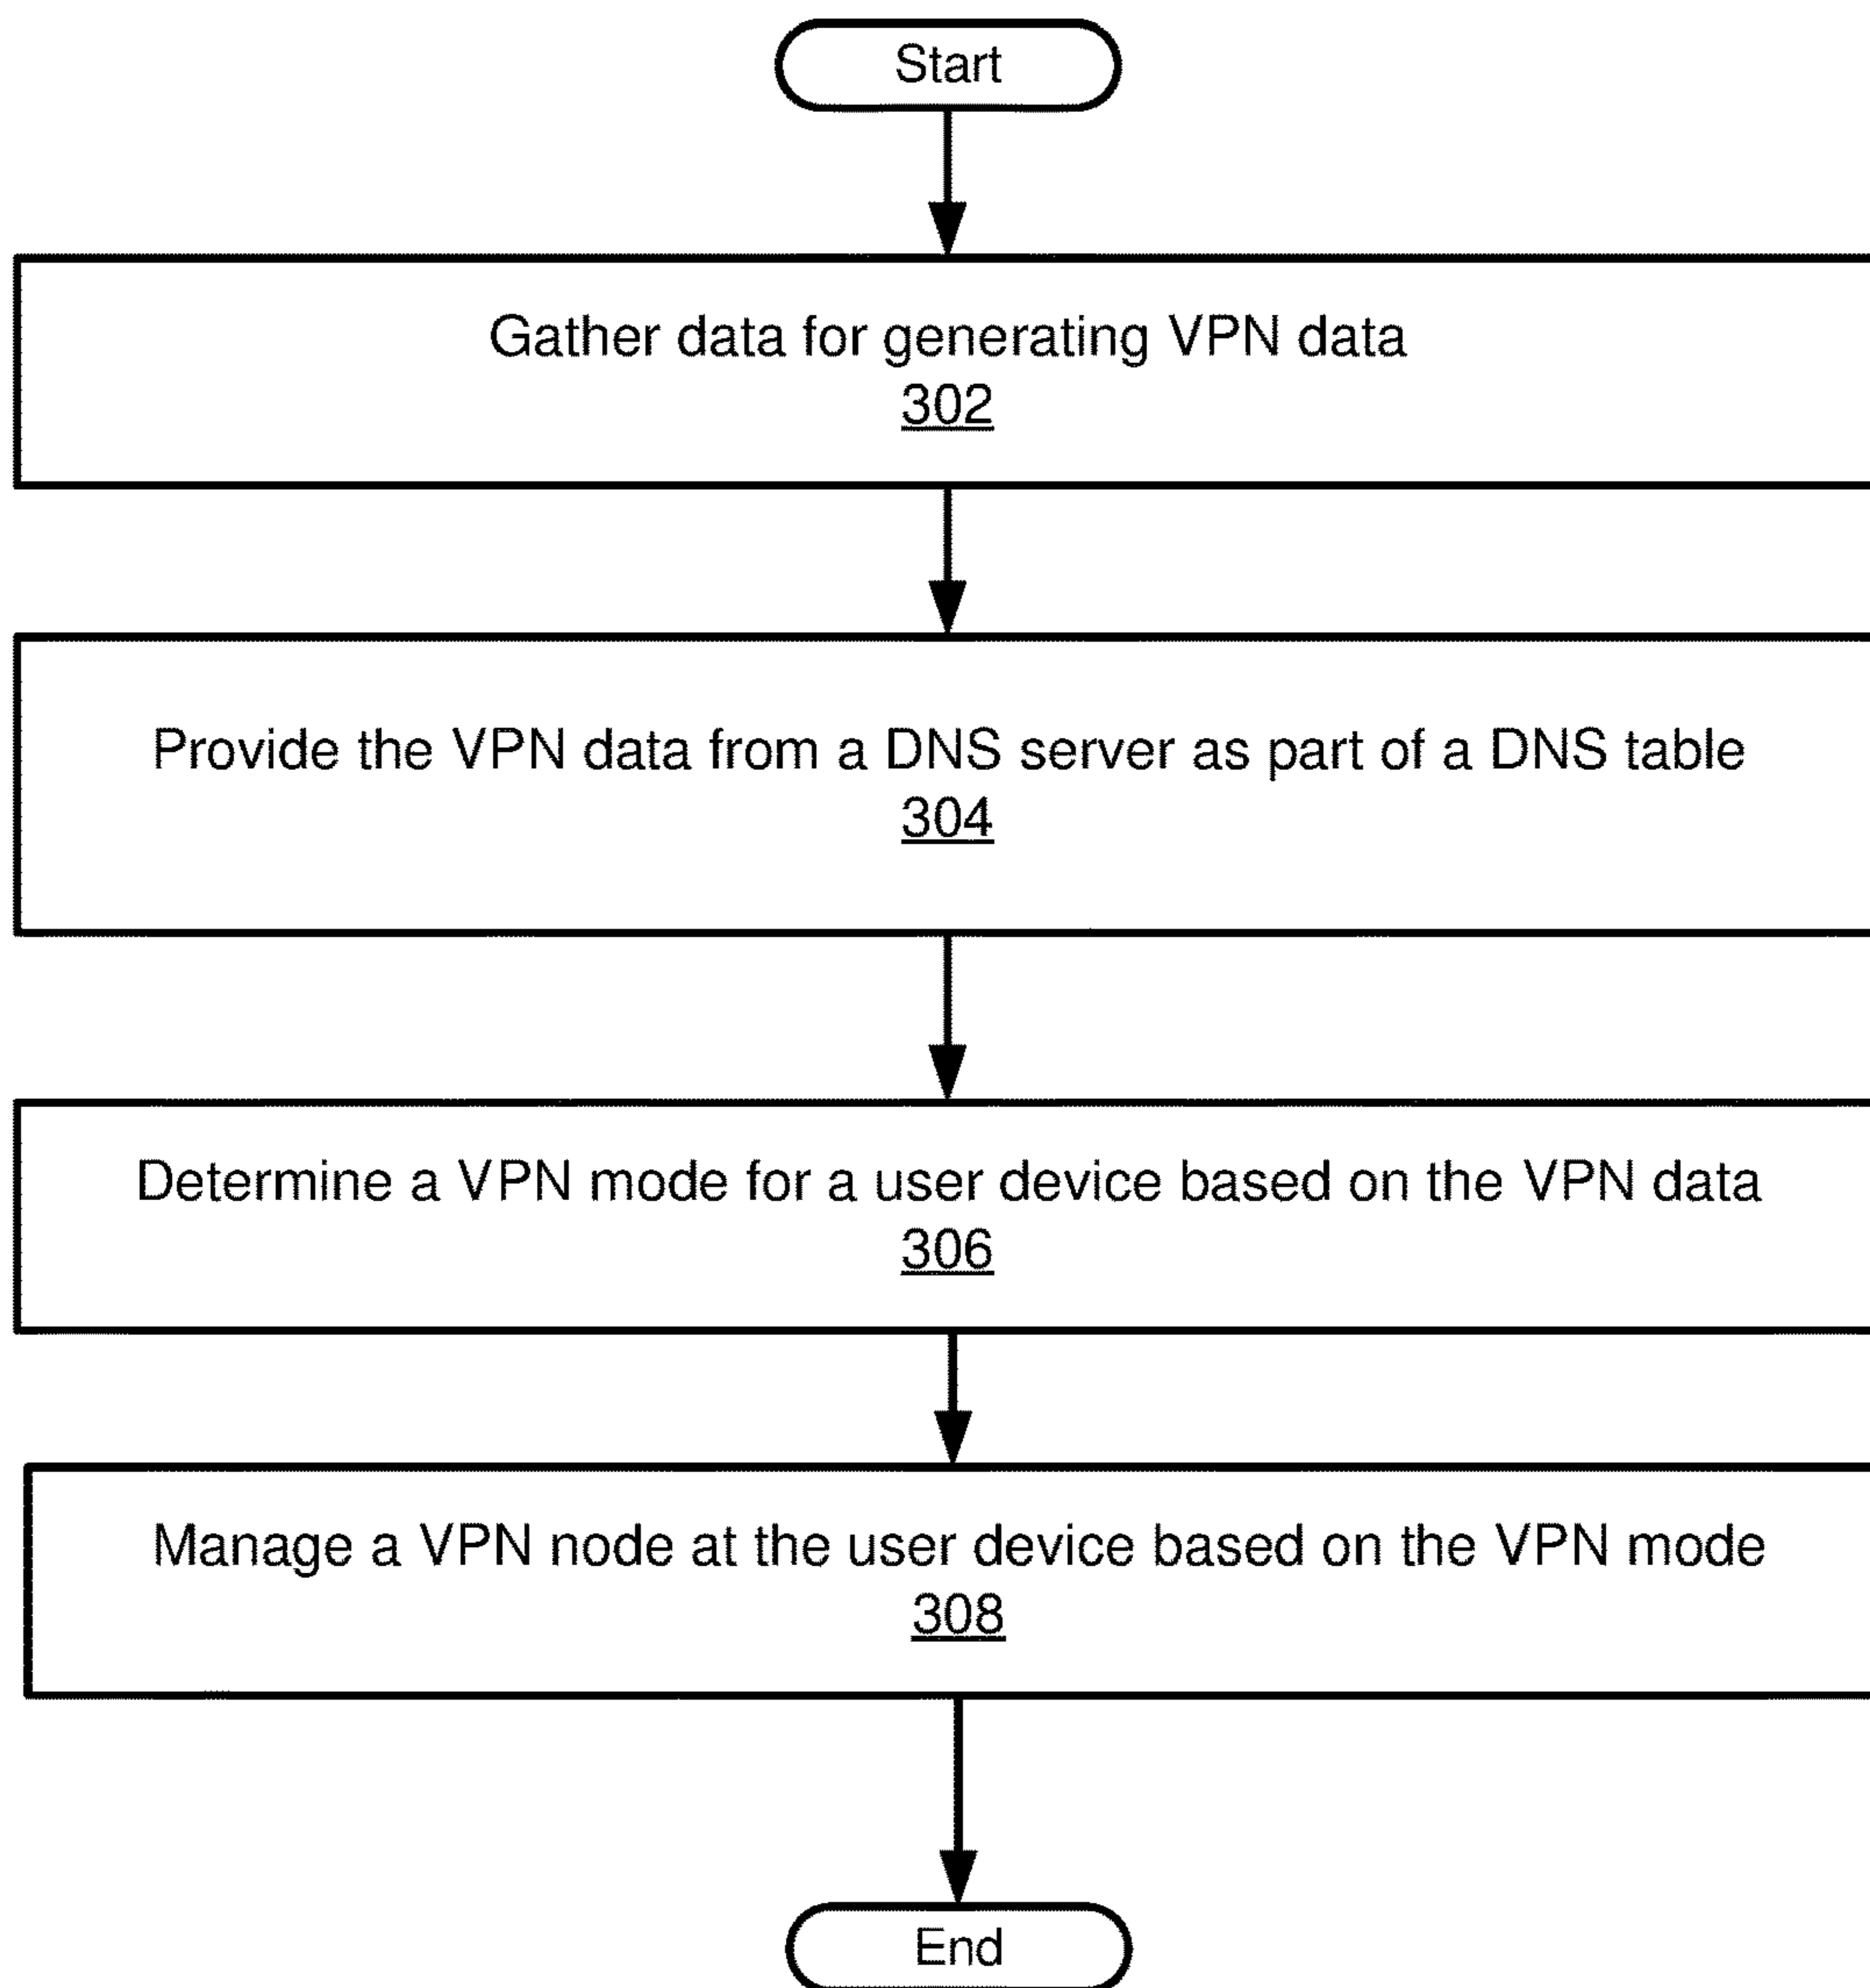 Start
Gather data for generating VPN data
302
Provide the VPN data from a DNS server as part of a DNS table
304
Determine a VPN mode for a user device based on the VPN data
306
Manage a VPN node at the user device based on the VPN mode
308
End